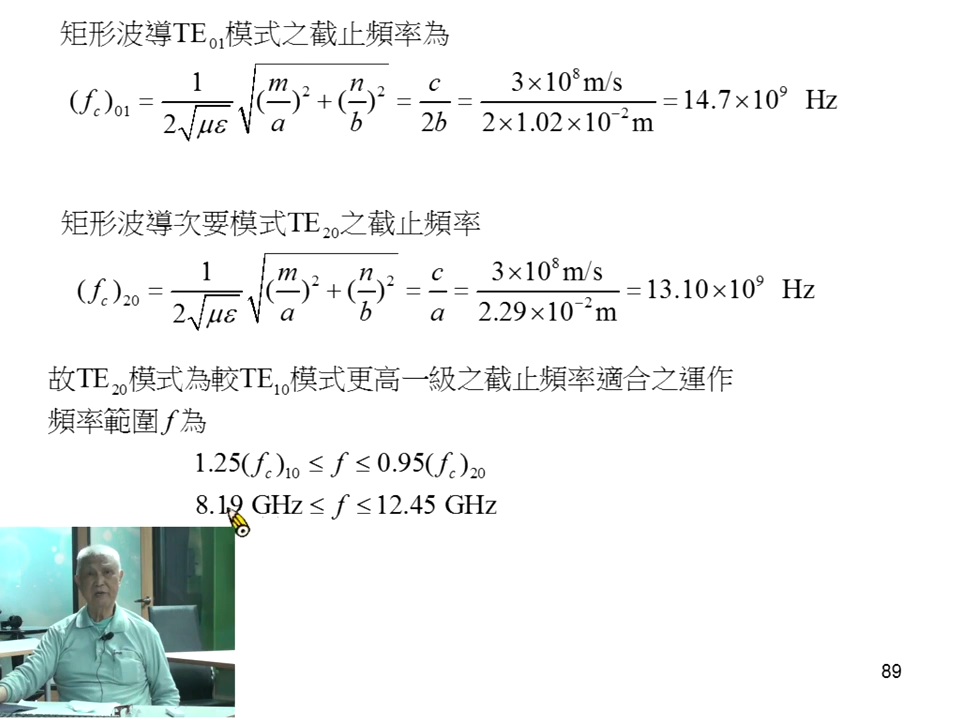 矩形波導TE₀₁模式之截止頻率為
(f_c)₀₁ = 1/(2√(με)) √((m/a)² + (n/b)²) = c/2b = (3×10⁸m/s)/(2×1.02×10⁻²m) = 14.7×10⁹ Hz
矩形波導次要模式TE₂₀之截止頻率
(f_c)₂₀ = 1/(2√(με)) √((m/a)² + (n/b)²) = c/a = (3×10⁸m/s)/(2.29×10⁻²m) = 13.10×10⁹ Hz
故TE₂₀模式為較TE₁₀模式更高一級之截止頻率適合之運作
頻率範圍f為
1.25(f_c)₁₀ ≤ f ≤ 0.95(f_c)₂₀
8.19 GHz ≤ f ≤ 12.45 GHz
89